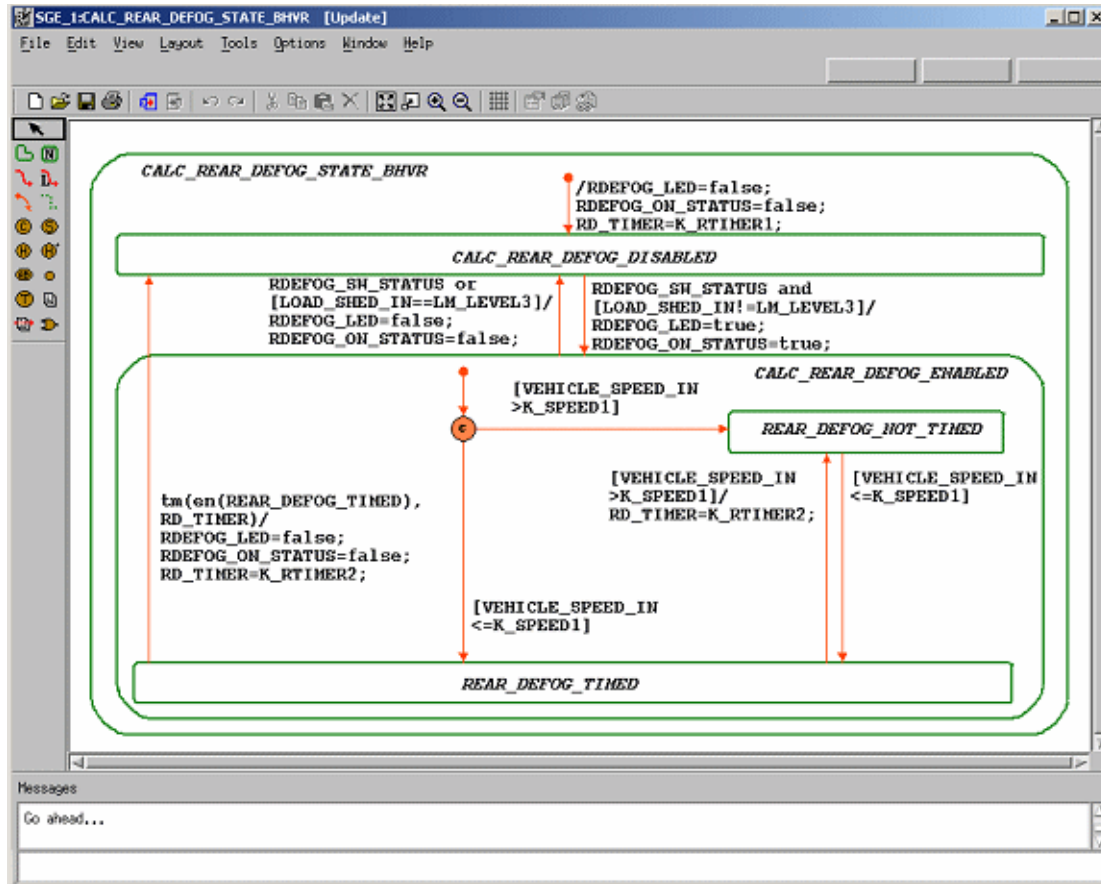 SGE_1:CALC_REAR_DEFOG_STATE_BHVR [Update]
File Edit View Layout Tools Options Window Help
CALC_REAR_DEFOG_STATE_BHVR
/RDEFOG_LED=false;
RDEFOG_ON_STATUS=false;
RD_TIMER=K_RTIMER1;
CALC_REAR_DEFOG_DISABLED
RDEFOG_SW_STATUS or
[LOAD_SHED_IN==LM_LEVEL3]/
RDEFOG_LED=false;
RDEFOG_ON_STATUS=false;
RDEFOG_SW_STATUS and
[LOAD_SHED_IN!=LM_LEVEL3]/
RDEFOG_LED=true;
RDEFOG_ON_STATUS=true;
CALC_REAR_DEFOG_ENABLED
[VEHICLE_SPEED_IN
>K_SPEED1]
C
REAR_DEFOG_NOT_TIMED
tm(en(REAR_DEFOG_TIMED),
RD_TIMER)/
RDEFOG_LED=false;
RDEFOG_ON_STATUS=false;
RD_TIMER=K_RTIMER2;
[VEHICLE_SPEED_IN
>K_SPEED1]/
RD_TIMER=K_RTIMER2;
[VEHICLE_SPEED_IN
<=K_SPEED1]
[VEHICLE_SPEED_IN
<=K_SPEED1]
REAR_DEFOG_TIMED
Messages
Go ahead...